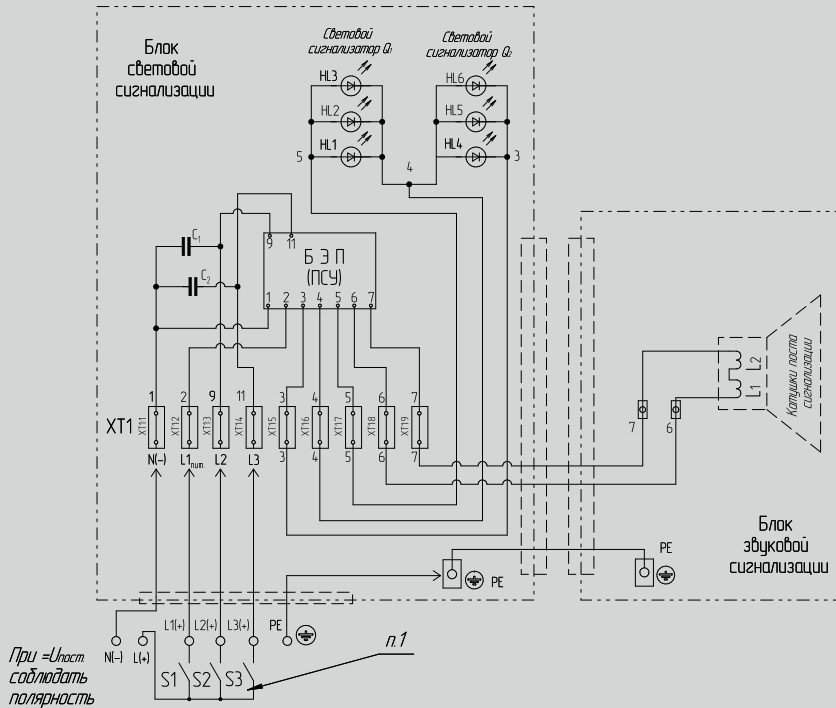 Блок
световой
сигнализации
Световой
сигнализатор Q₁
Световой
сигнализатор Q₂
HL3
HL6
HL2
HL5
HL1
HL4
5
4
3
C₁
C₂
9 11
Б Э П
(ПСУ)
1 2 3 4 5 6 7
1 2 9 11 3 4 5 6 7
XT1
XT11 XT12 XT13 XT14 XT15 XT16 XT17 XT18 XT19
N(-) L1пит. L2 L3 3 4 5 6 7
L2
L1
Катушки поста
сигнализации
7 6
Блок
звуковой
сигнализации
PE
PE
L1(+) L2(+) L3(+) PE
N(-) L(+)
S1 S2 S3
п.1
При =Uпост.
соблюдать
полярность